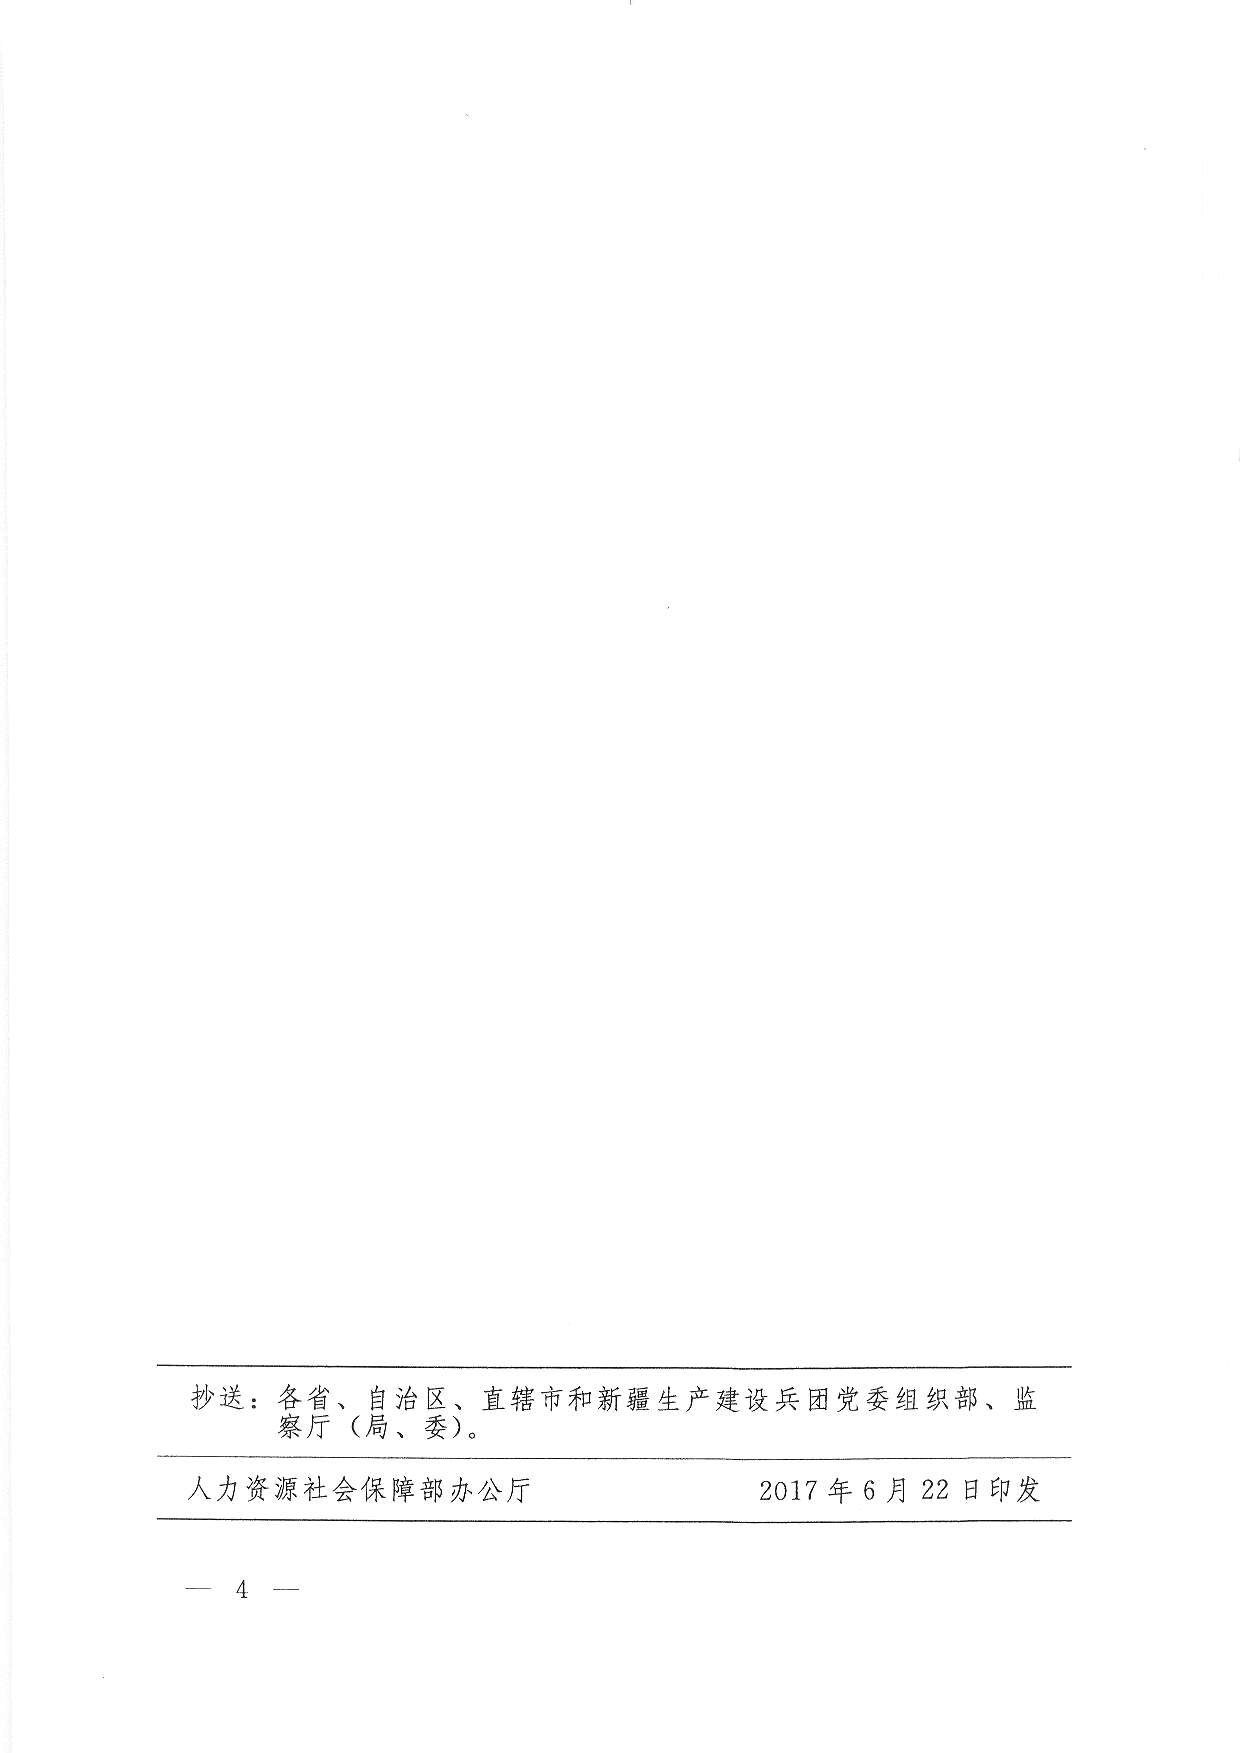 抄送：各省、自治区、直辖市和新疆生产建设兵团党委组织部、监
察厅（局、委）。
人力资源社会保障部办公厅 2017年6月22日印发
— 4 —